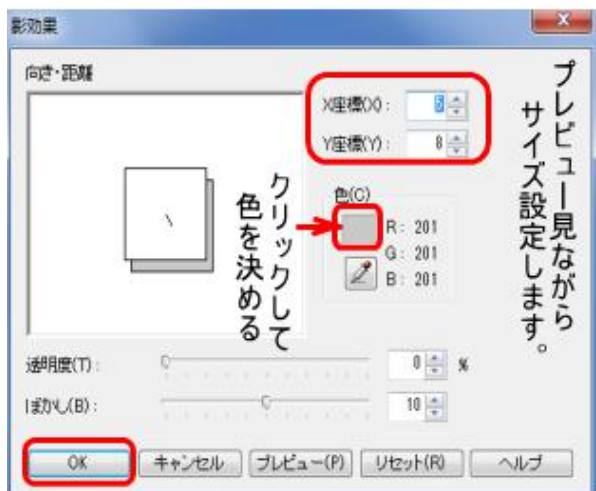 影効果
向き・距離
X座標(X): 6
Y座標(Y): 8
プレビュー見ながら
サイズ設定します。
クリックして
色を決める
色(C)
R: 201
G: 201
B: 201
透明度(T): 0 %
ぼかし(B): 10
OK キャンセル プレビュー(P) リセット(R) ヘルプ